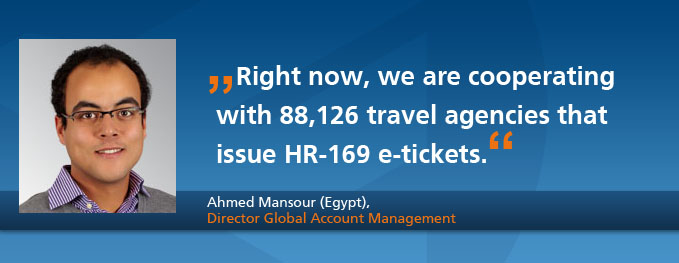 „Right now, we are cooperating
with 88,126 travel agencies that
issue HR-169 e-tickets.“
Ahmed Mansour (Egypt),
Director Global Account Management